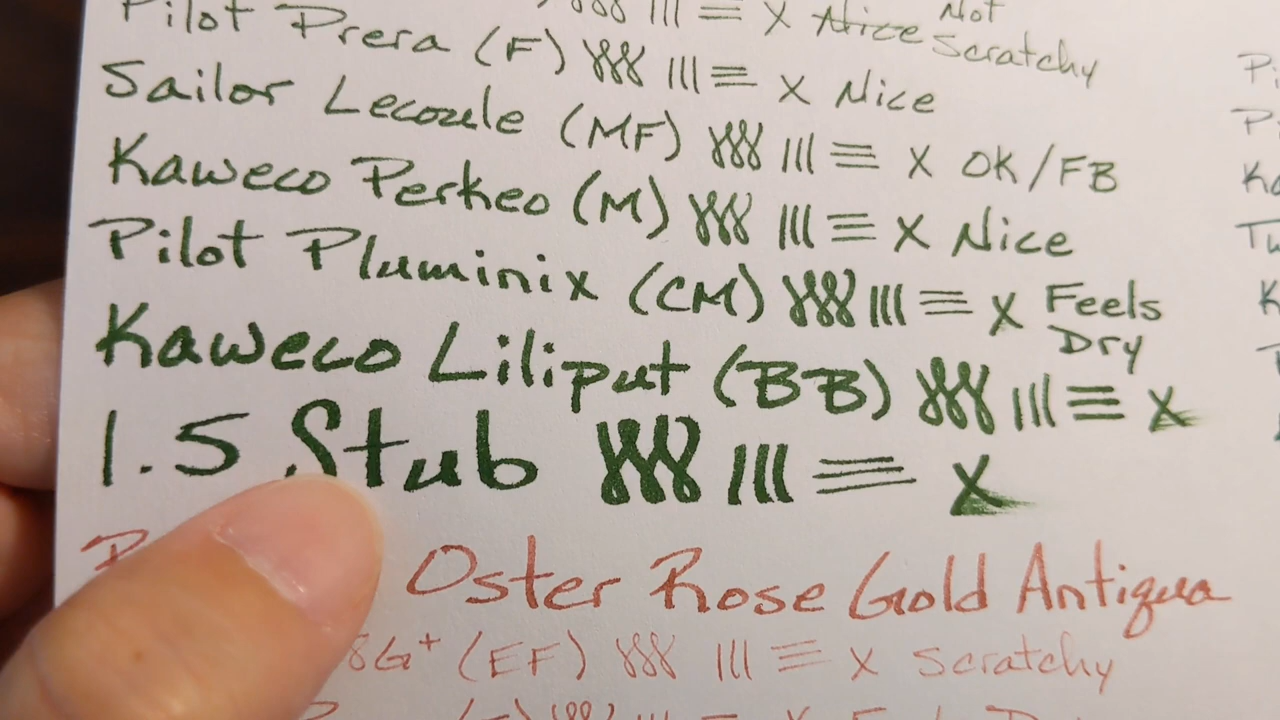 X Nice Not Scratchy
Pilot Prera (F) X Nice
Sailor Lecoule (MF) X OK/FB
Kaweco Perkeo (M) X Nice
Pilot Pluminix (CM) X Feels Dry
Kaweco Liliput (BB) X
1.5 Stub X
Oster Rose Gold Antiqua
8G+ (EF) X Scratchy